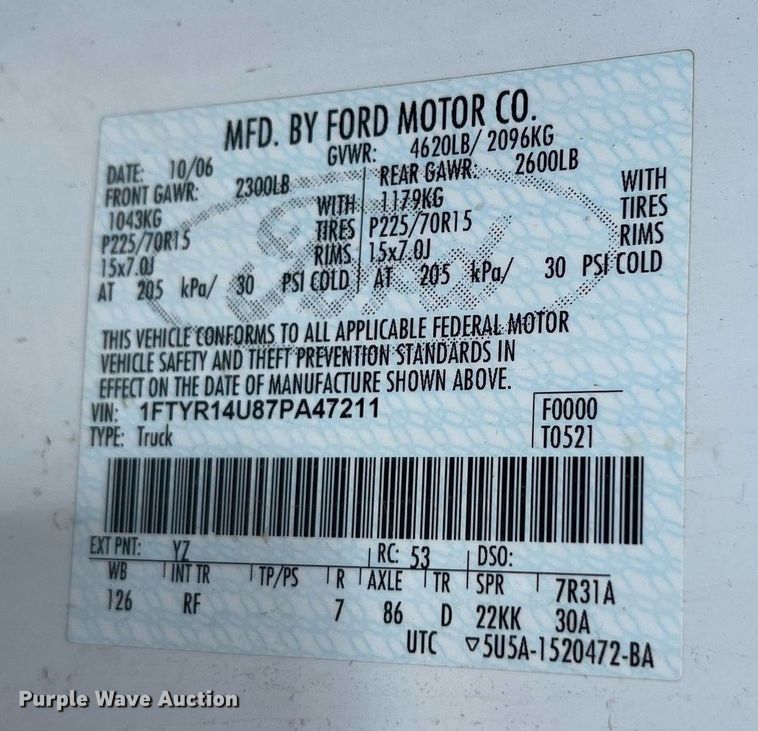 MFD. BY FORD MOTOR CO.
DATE: 10/06 GVWR: 4620LB/ 2096KG
FRONT GAWR: 2300LB REAR GAWR: 2600LB
1043KG WITH 1179KG WITH
P225/70R15 TIRES P225/70R15 TIRES
15x7.0J RIMS 15x7.0J RIMS
AT 205 kPa/ 30 PSI COLD AT 205 kPa/ 30 PSI COLD
Ford
THIS VEHICLE CONFORMS TO ALL APPLICABLE FEDERAL MOTOR
VEHICLE SAFETY AND THEFT PREVENTION STANDARDS IN
EFFECT ON THE DATE OF MANUFACTURE SHOWN ABOVE.
VIN: 1FTYR14U87PA47211 F0000
TYPE: Truck T0521
EXT PNT: YZ RC: 53 DSO:
WB INT TR TP/PS R AXLE TR SPR 7R31A
126 RF 7 86 D 22KK 30A
UTC ▽5U5A-1520472-BA
Purple Wave Auction